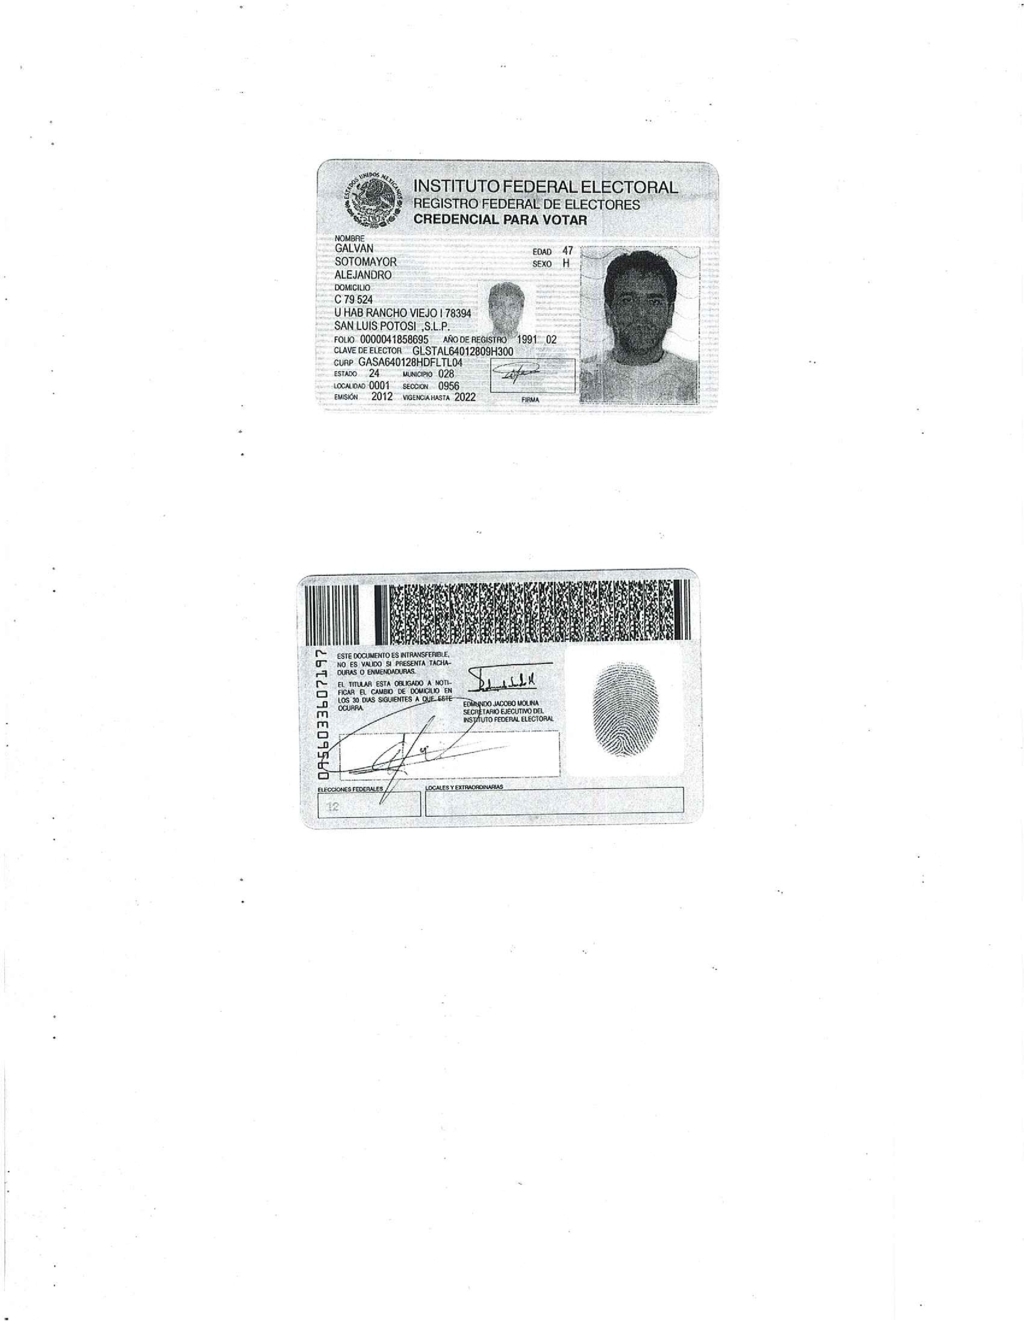 ESTADOS UNIDOS MEXICANOS
INSTITUTO FEDERAL ELECTORAL
REGISTRO FEDERAL DE ELECTORES
CREDENCIAL PARA VOTAR
NOMBRE
GALVAN
SOTOMAYOR
ALEJANDRO
EDAD 47
SEXO H
DOMICILIO
C 79 524
U HAB RANCHO VIEJO I 78394
SAN LUIS POTOSI ,S.L.P.
FOLIO 0000041858695 AÑO DE REGISTRO 1991 02
CLAVE DE ELECTOR GLSTAL64012809H300
CURP GASA640128HDFLTL04
ESTADO 24 MUNICIPIO 028
LOCALIDAD 0001 SECCION 0956
EMISIÓN 2012 VIGENCIA HASTA 2022
FIRMA
0956033607197
ESTE DOCUMENTO ES INTRANSFERIBLE,
NO ES VALIDO SI PRESENTA TACHA-
DURAS O ENMENDADURAS.
EL TITULAR ESTA OBLIGADO A NOTI-
FICAR EL CAMBIO DE DOMICILIO EN
LOS 30 DIAS SIGUIENTES A QUE ESTE
OCURRA.
EDMUNDO JACOBO MOLINA
SECRETARIO EJECUTIVO DEL
INSTITUTO FEDERAL ELECTORAL
ELECCIONES FEDERALES
12
LOCALES Y EXTRAORDINARIAS